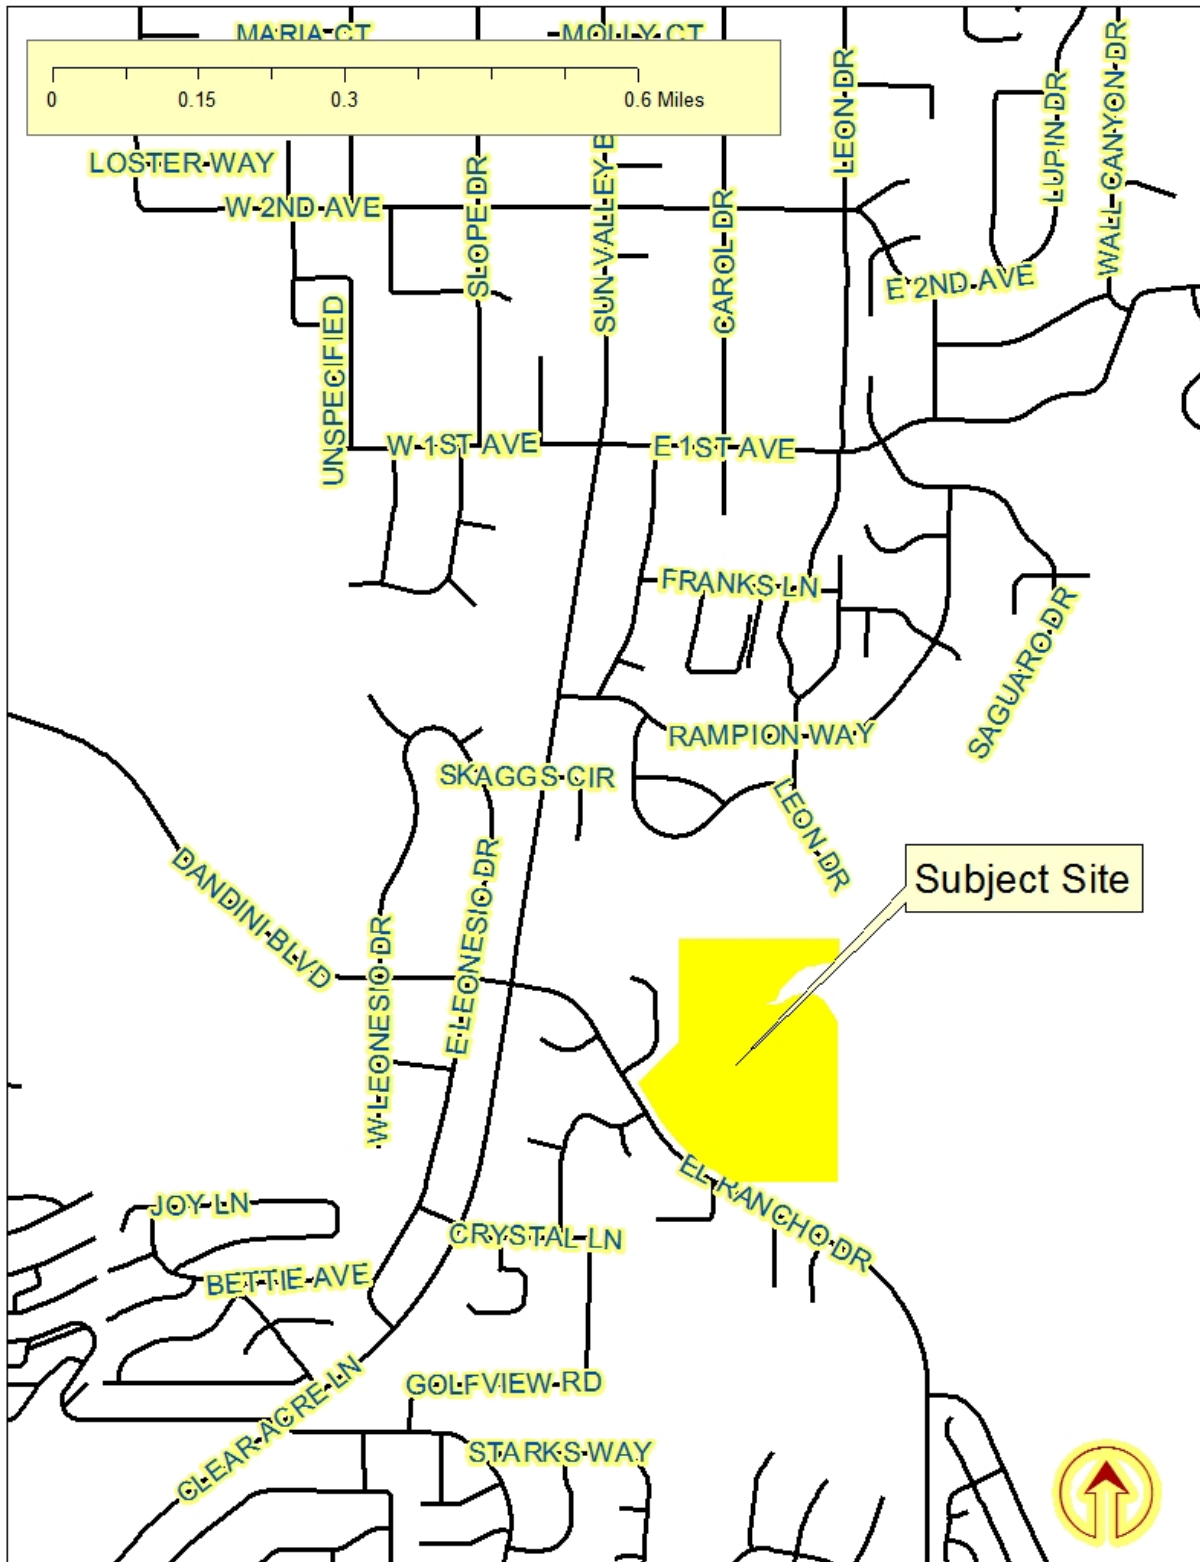 MARIA CT
MOLLY CT
0 0.15 0.3 0.6 Miles
LEON DR
LUPIN DR
WALL CANYON DR
LOSTER WAY
W 2ND AVE
SLOPE DR
SUN VALLEY B
CAROL DR
E 2ND AVE
UNSPECIFIED
W 1ST AVE
E 1ST AVE
FRANKS LN
SAGUARO DR
RAMPION WAY
SKAGGS CIR
LEON DR
DANDINI BLVD
W LEONESIO DR
E LEONESIO DR
Subject Site
EL RANCHO DR
JOY LN
CRYSTAL LN
BETTIE AVE
GOLFVIEW RD
CLEAR ACRE LN
STARKS WAY